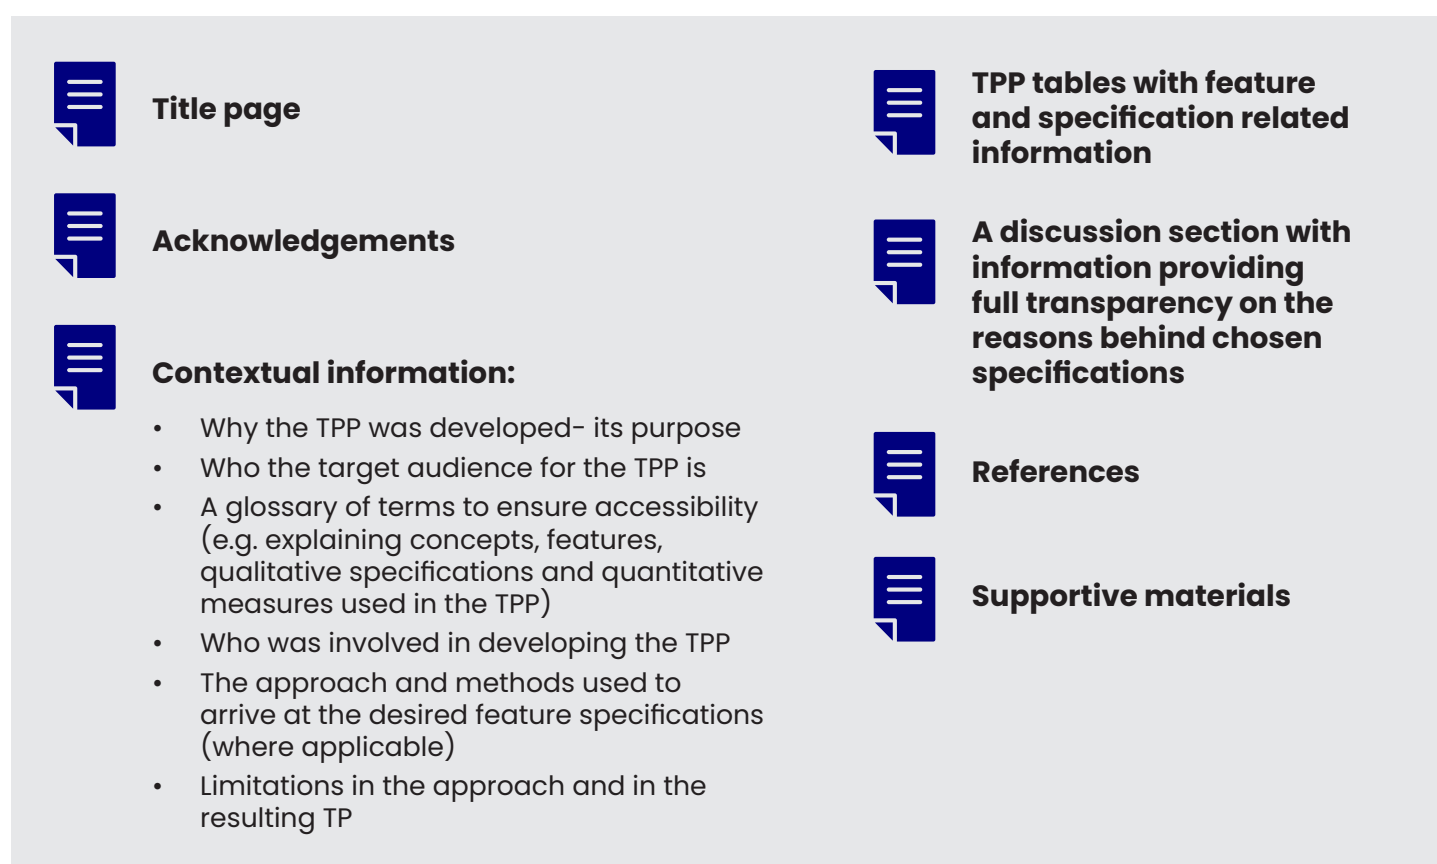 Title page
Acknowledgements
Contextual information:
• Why the TPP was developed- its purpose
• Who the target audience for the TPP is
• A glossary of terms to ensure accessibility
(e.g. explaining concepts, features,
qualitative specifications and quantitative
measures used in the TPP)
• Who was involved in developing the TPP
• The approach and methods used to
arrive at the desired feature specifications
(where applicable)
• Limitations in the approach and in the
resulting TP
TPP tables with feature
and specification related
information
A discussion section with
information providing
full transparency on the
reasons behind chosen
specifications
References
Supportive materials